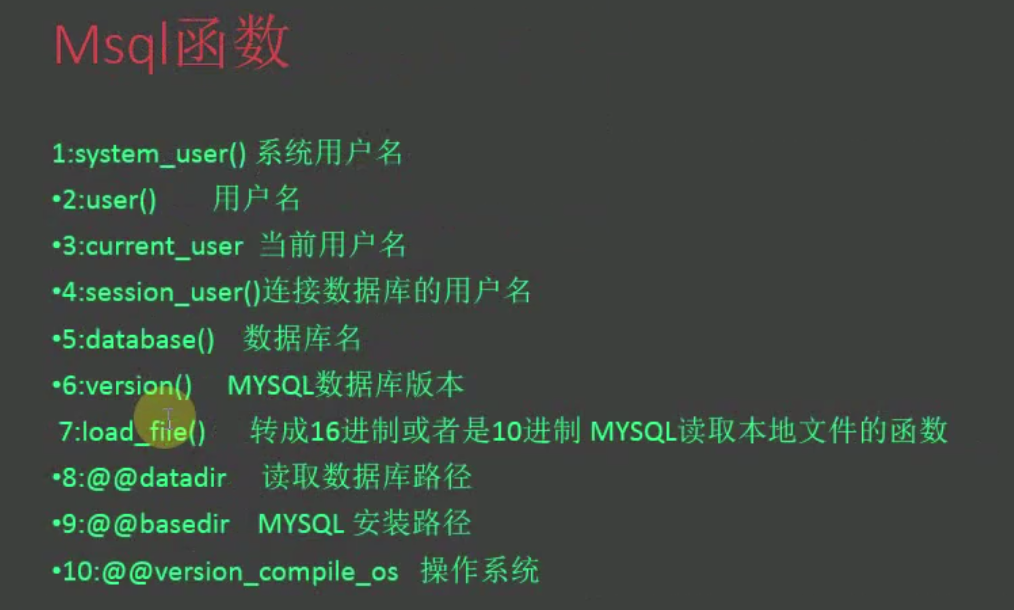 Msql函数
1:system_user() 系统用户名
•2:user() 用户名
•3:current_user 当前用户名
•4:session_user()连接数据库的用户名
•5:database() 数据库名
•6:version() MYSQL数据库版本
7:load_file() 转成16进制或者是10进制 MYSQL读取本地文件的函数
•8:@@datadir 读取数据库路径
•9:@@basedir MYSQL 安装路径
•10:@@version_compile_os 操作系统